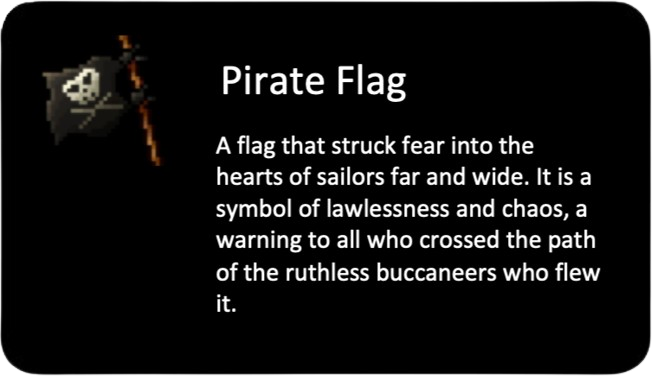 Pirate Flag
A flag that struck fear into the
hearts of sailors far and wide. It is a
symbol of lawlessness and chaos, a
warning to all who crossed the path
of the ruthless buccaneers who flew
it.